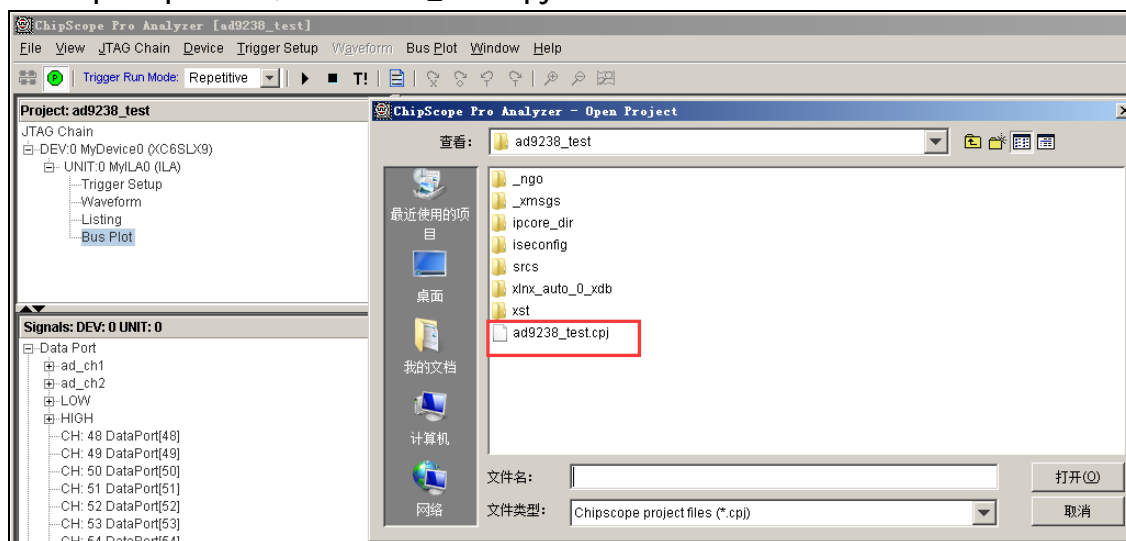 ChipScope Pro Analyzer [ad9238_test]
File View JTAG Chain Device Trigger Setup Waveform Bus Plot Window Help
Trigger Run Mode: Repetitive T!
Project: ad9238_test
JTAG Chain
DEV:0 MyDevice0 (XC6SLX9)
UNIT:0 MyILA0 (ILA)
Trigger Setup
Waveform
Listing
Bus Plot
Signals: DEV: 0 UNIT: 0
Data Port
ad_ch1
ad_ch2
LOW
HIGH
CH: 48 DataPort[48]
CH: 49 DataPort[49]
CH: 50 DataPort[50]
CH: 51 DataPort[51]
CH: 52 DataPort[52]
CH: 53 DataPort[53]
CH: 54 DataPort[54]
ChipScope Pro Analyzer - Open Project
查看: ad9238_test
最近使用的项
目
桌面
我的文档
计算机
网络
_ngo
_xmsgs
ipcore_dir
iseconfig
srcs
xlnx_auto_0_xdb
xst
ad9238_test.cpj
文件名: 打开(O)
文件类型: Chipscope project files (*.cpj) 取消